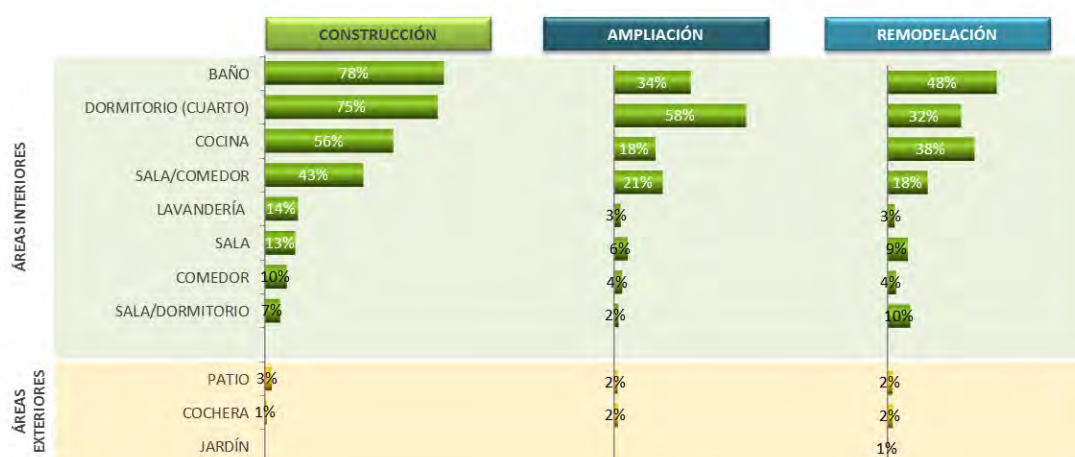 CONSTRUCCIÓN AMPLIACIÓN REMODELACIÓN
ÁREAS INTERIORES
BAÑO 78% 34% 48%
DORMITORIO (CUARTO) 75% 58% 32%
COCINA 56% 18% 38%
SALA/COMEDOR 43% 21% 18%
LAVANDERÍA 14% 3% 3%
SALA 13% 6% 9%
COMEDOR 10% 4% 4%
SALA/DORMITORIO 7% 2% 10%
ÁREAS
EXTERIORES
PATIO 3% 2% 2%
COCHERA 1% 2% 2%
JARDÍN 1%